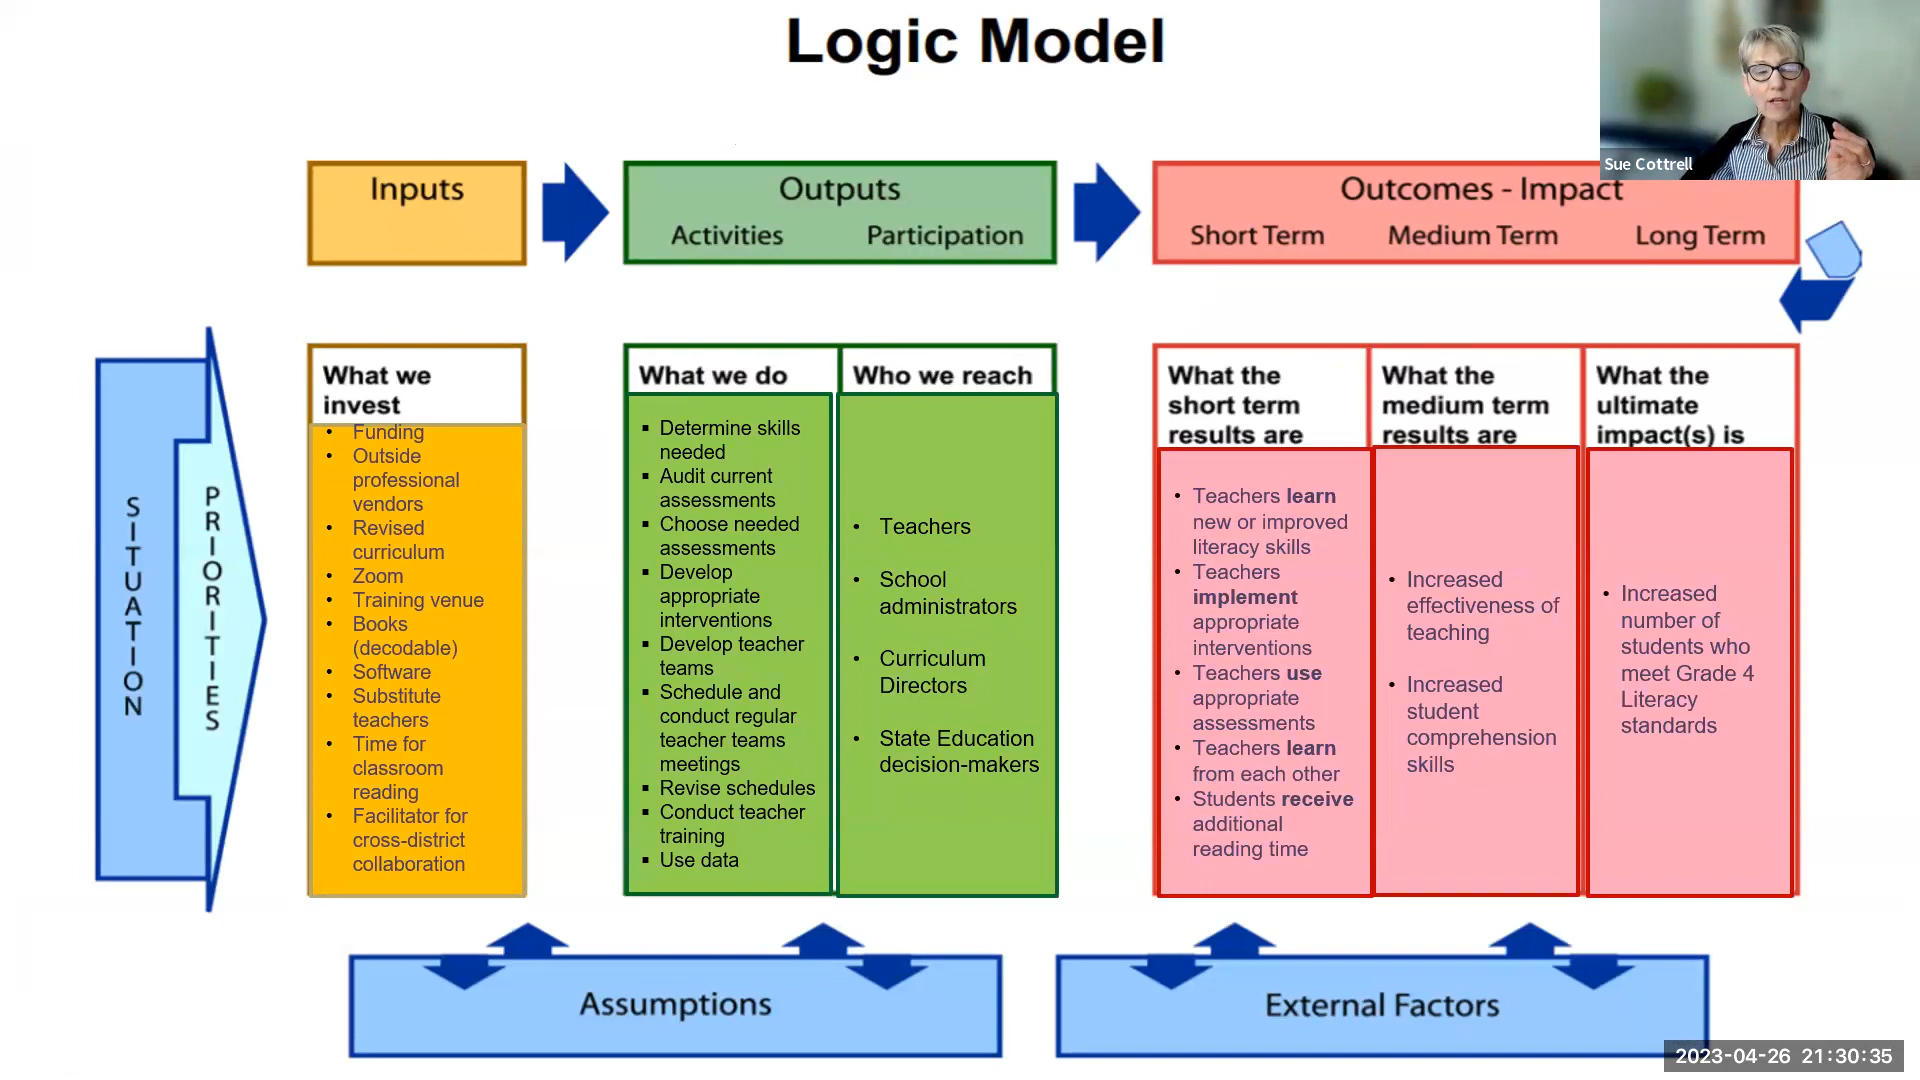 Logic Model
Sue Cottrell
Inputs
Outputs
Activities Participation
Outcomes - Impact
Short Term Medium Term Long Term
SITUATION
PRIORITIES
What we
invest
• Funding
• Outside
professional
vendors
• Revised
curriculum
• Zoom
• Training venue
• Books
(decodable)
• Software
• Substitute
teachers
• Time for
classroom
reading
• Facilitator for
cross-district
collaboration
What we do
▪ Determine skills
needed
▪ Audit current
assessments
▪ Choose needed
assessments
▪ Develop
appropriate
interventions
▪ Develop teacher
teams
▪ Schedule and
conduct regular
teacher teams
meetings
▪ Revise schedules
▪ Conduct teacher
training
▪ Use data
Who we reach
• Teachers
• School
administrators
• Curriculum
Directors
• State Education
decision-makers
What the
short term
results are
• Teachers learn
new or improved
literacy skills
• Teachers
implement
appropriate
interventions
• Teachers use
appropriate
assessments
• Teachers learn
from each other
• Students receive
additional
reading time
What the
medium term
results are
• Increased
effectiveness of
teaching
• Increased
student
comprehension
skills
What the
ultimate
impact(s) is
• Increased
number of
students who
meet Grade 4
Literacy
standards
Assumptions
External Factors
2023-04-26 21:30:35